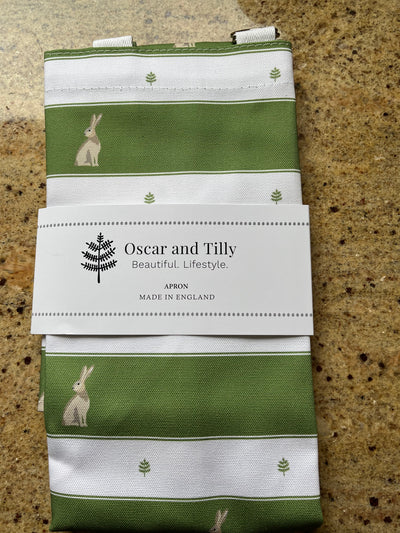 Oscar and Tilly
Beautiful. Lifestyle.
APRON
MADE IN ENGLAND